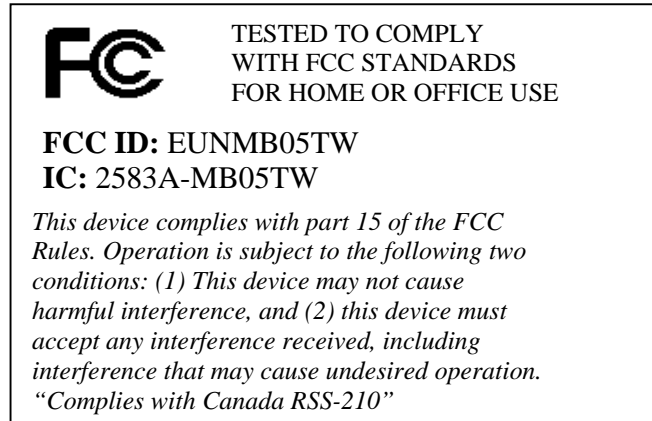 FC
TESTED TO COMPLY
WITH FCC STANDARDS
FOR HOME OR OFFICE USE
FCC ID: EUNMB05TW
IC: 2583A-MB05TW
This device complies with part 15 of the FCC
Rules. Operation is subject to the following two
conditions: (1) This device may not cause
harmful interference, and (2) this device must
accept any interference received, including
interference that may cause undesired operation.
“Complies with Canada RSS-210”